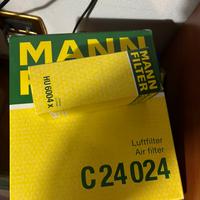 MANN
MANN
FILTER
HU 6004 x
Luftfilter
Air filter
C 24 024